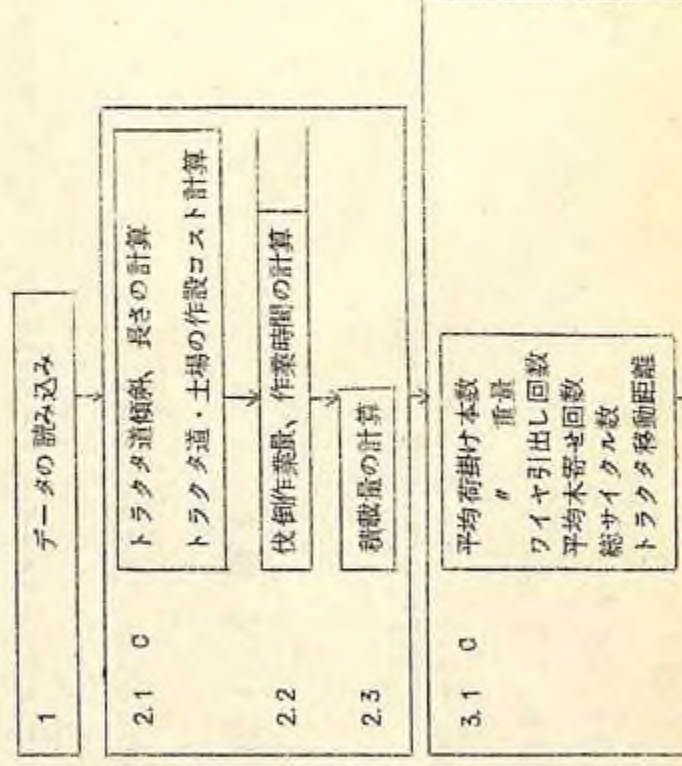 1 データの読み込み
2.1 C トラクタ道傾斜、長さの計算
トラクタ道・土場の作設コスト計算
2.2 伐倒作業量、作業時間の計算
2.3 積載量の計算
3.1 C 平均荷掛け本数
〃 重量
ワイヤ引出し回数
平均木寄せ回数
総サイクル数
トラクタ移動距離